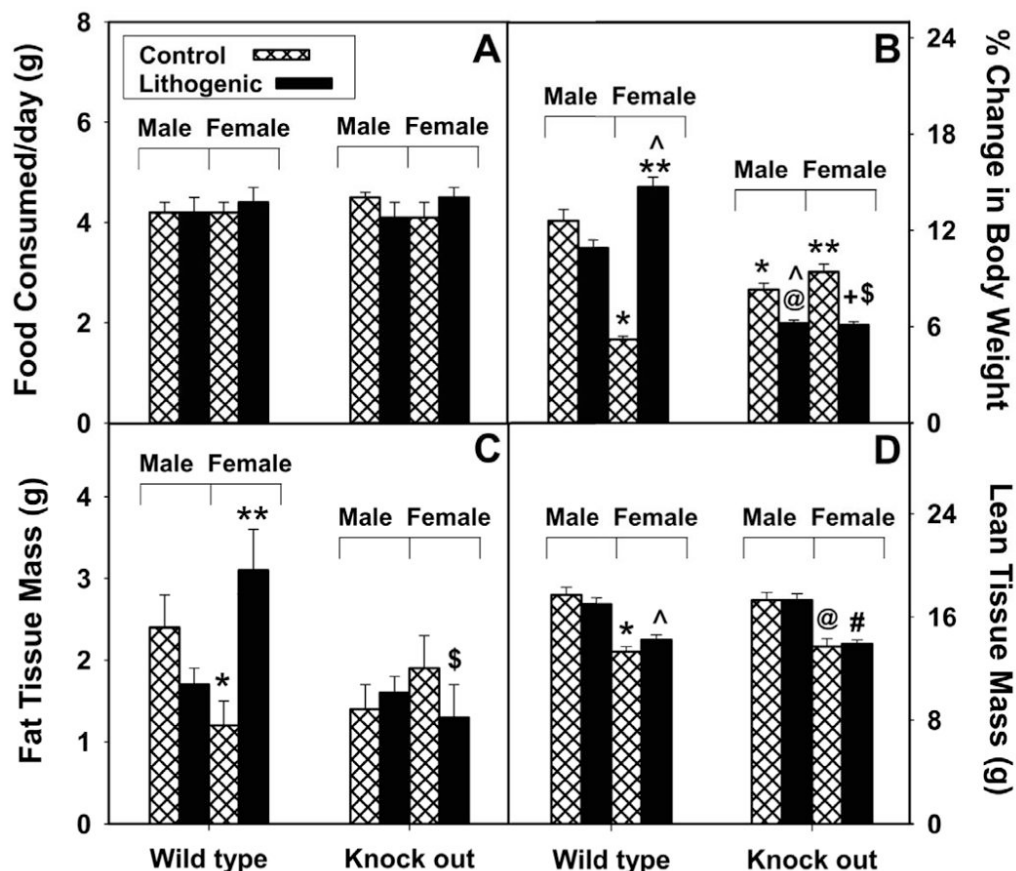 Food Consumed/day (g)
8
6
4
2
0
A
Control
Lithogenic
Male Female
Male Female
B
Male Female
Male Female
^
**
*
*
^
@
**
+$
24
18
12
6
0
% Change in Body Weight
Fat Tissue Mass (g)
4
3
2
1
0
C
Male Female
Male Female
**
*
$
Wild type Knock out
D
Male Female
Male Female
* ^
@ #
Wild type Knock out
24
16
8
0
Lean Tissue Mass (g)